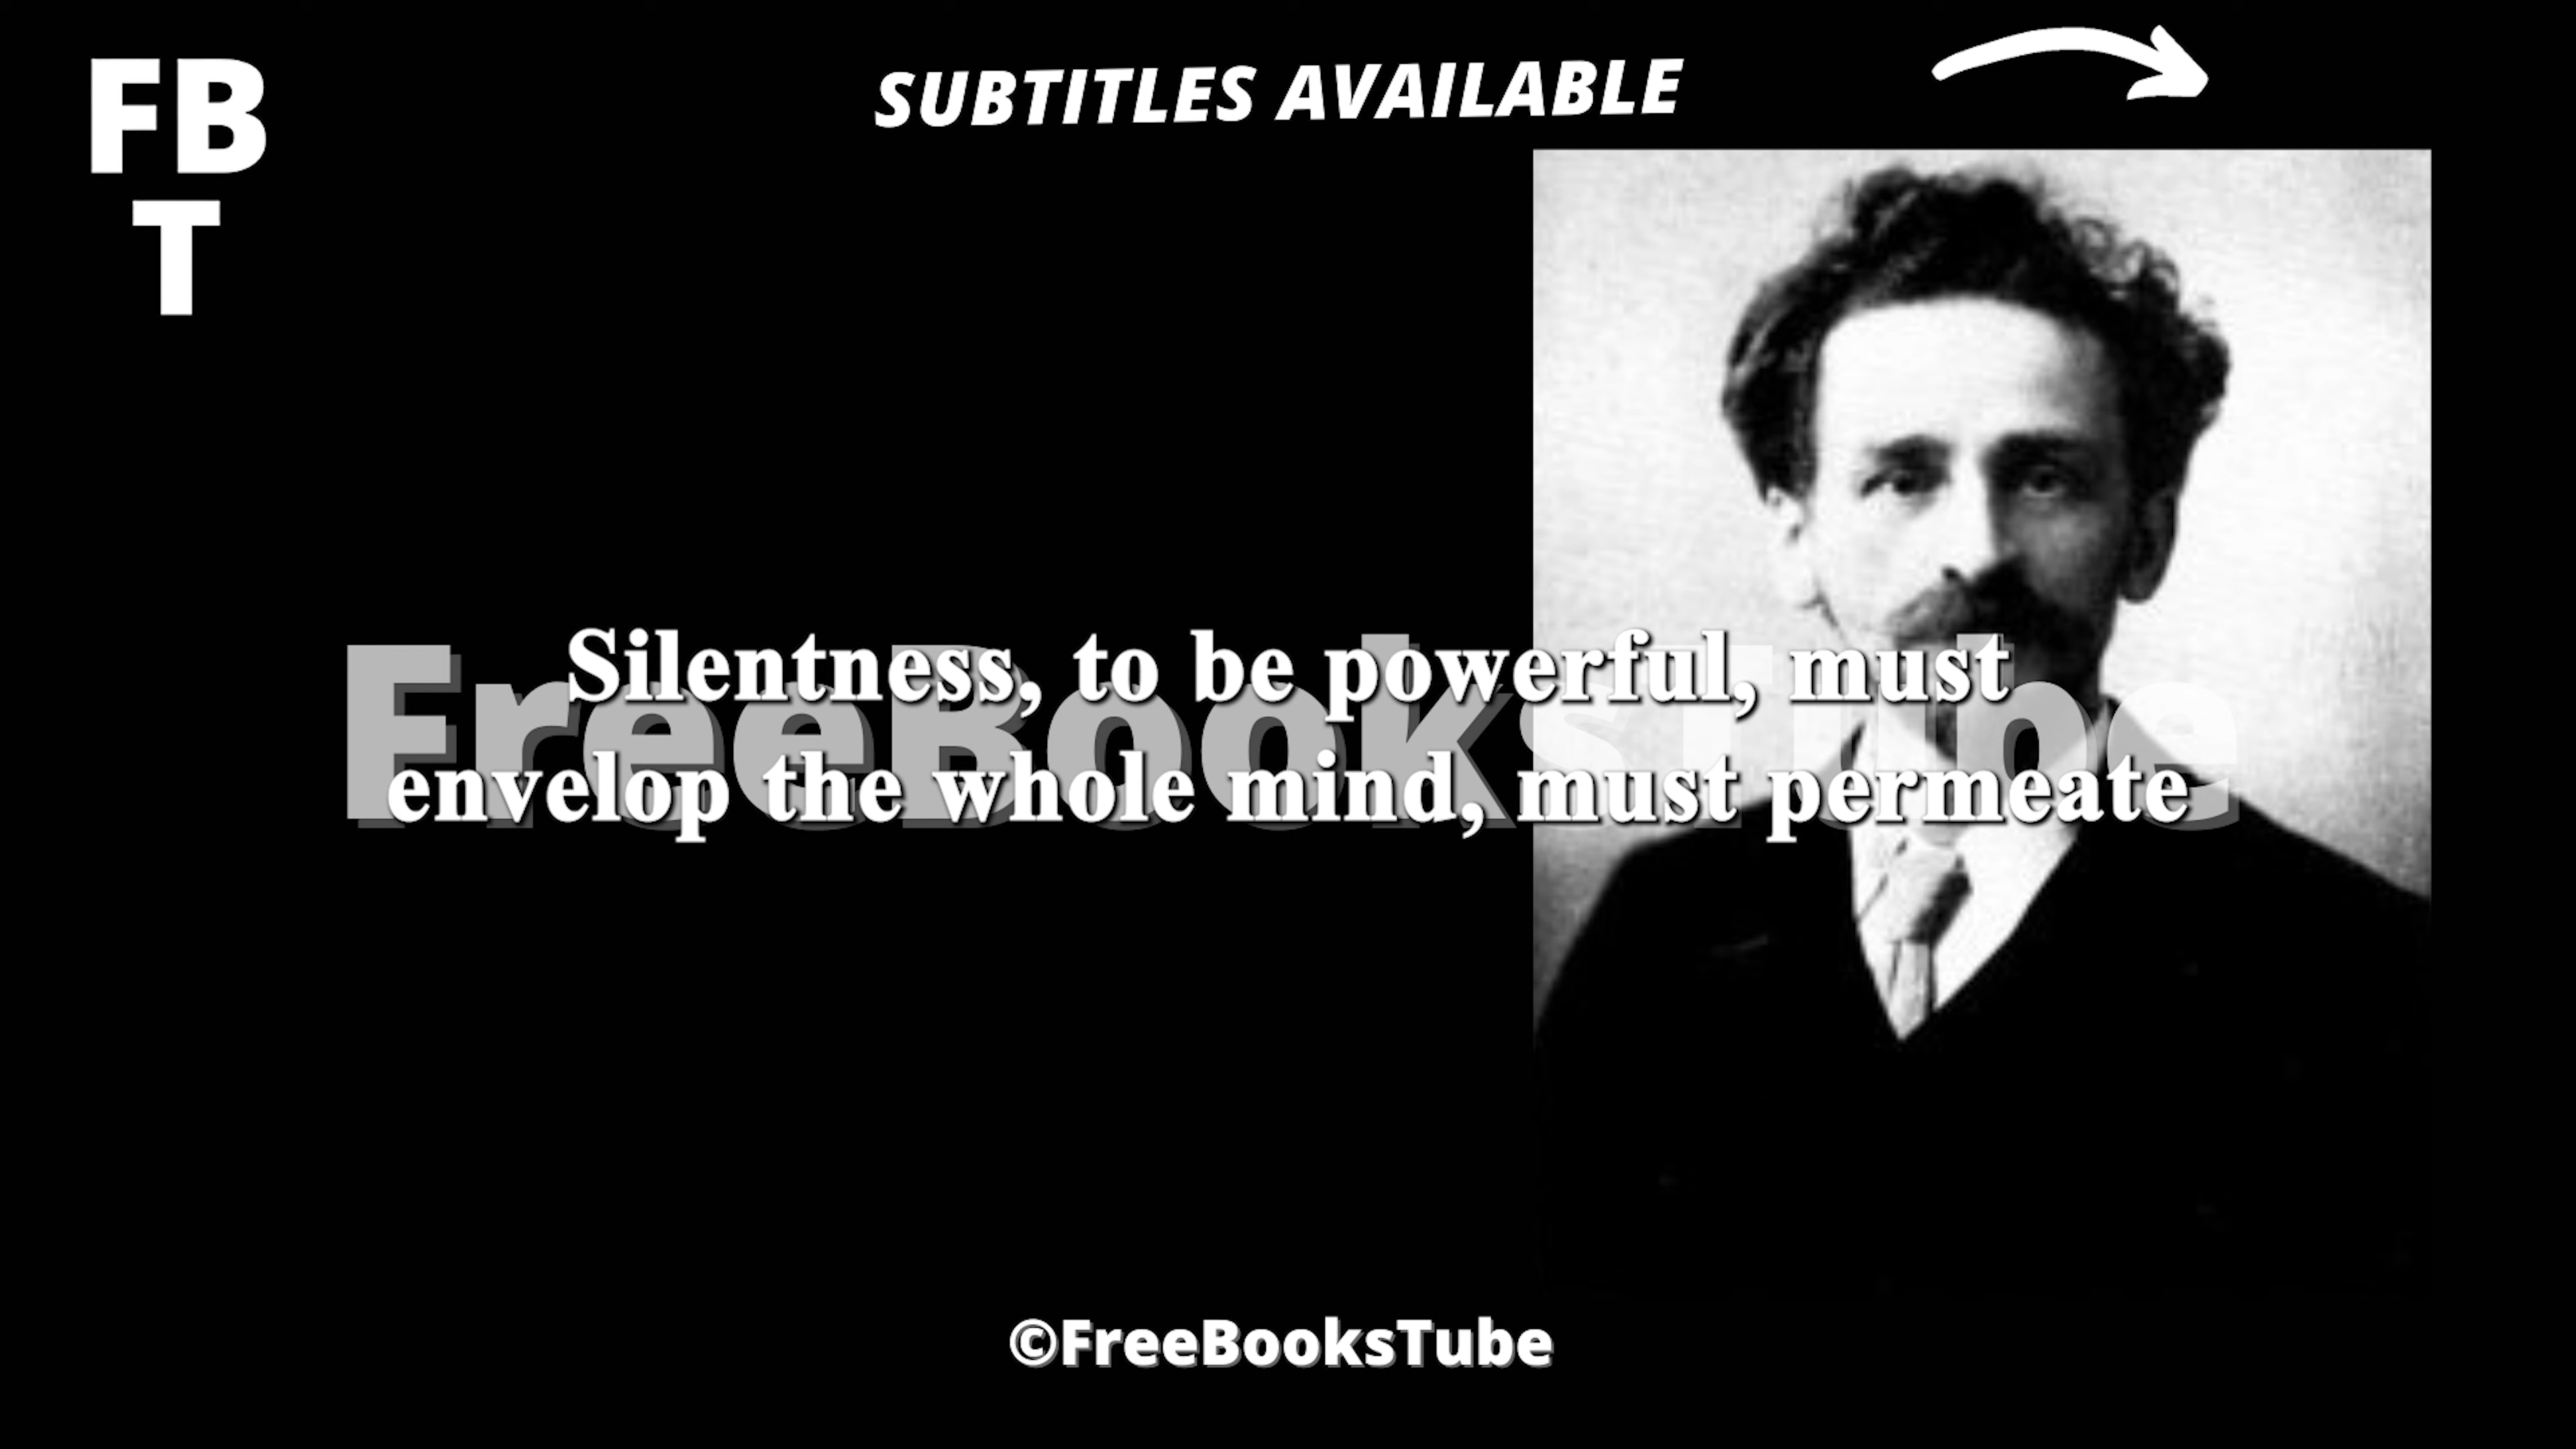 FB
T
SUBTITLES AVAILABLE
FreeBooksTube
Silentness, to be powerful, must
envelop the whole mind, must permeate
©FreeBooksTube